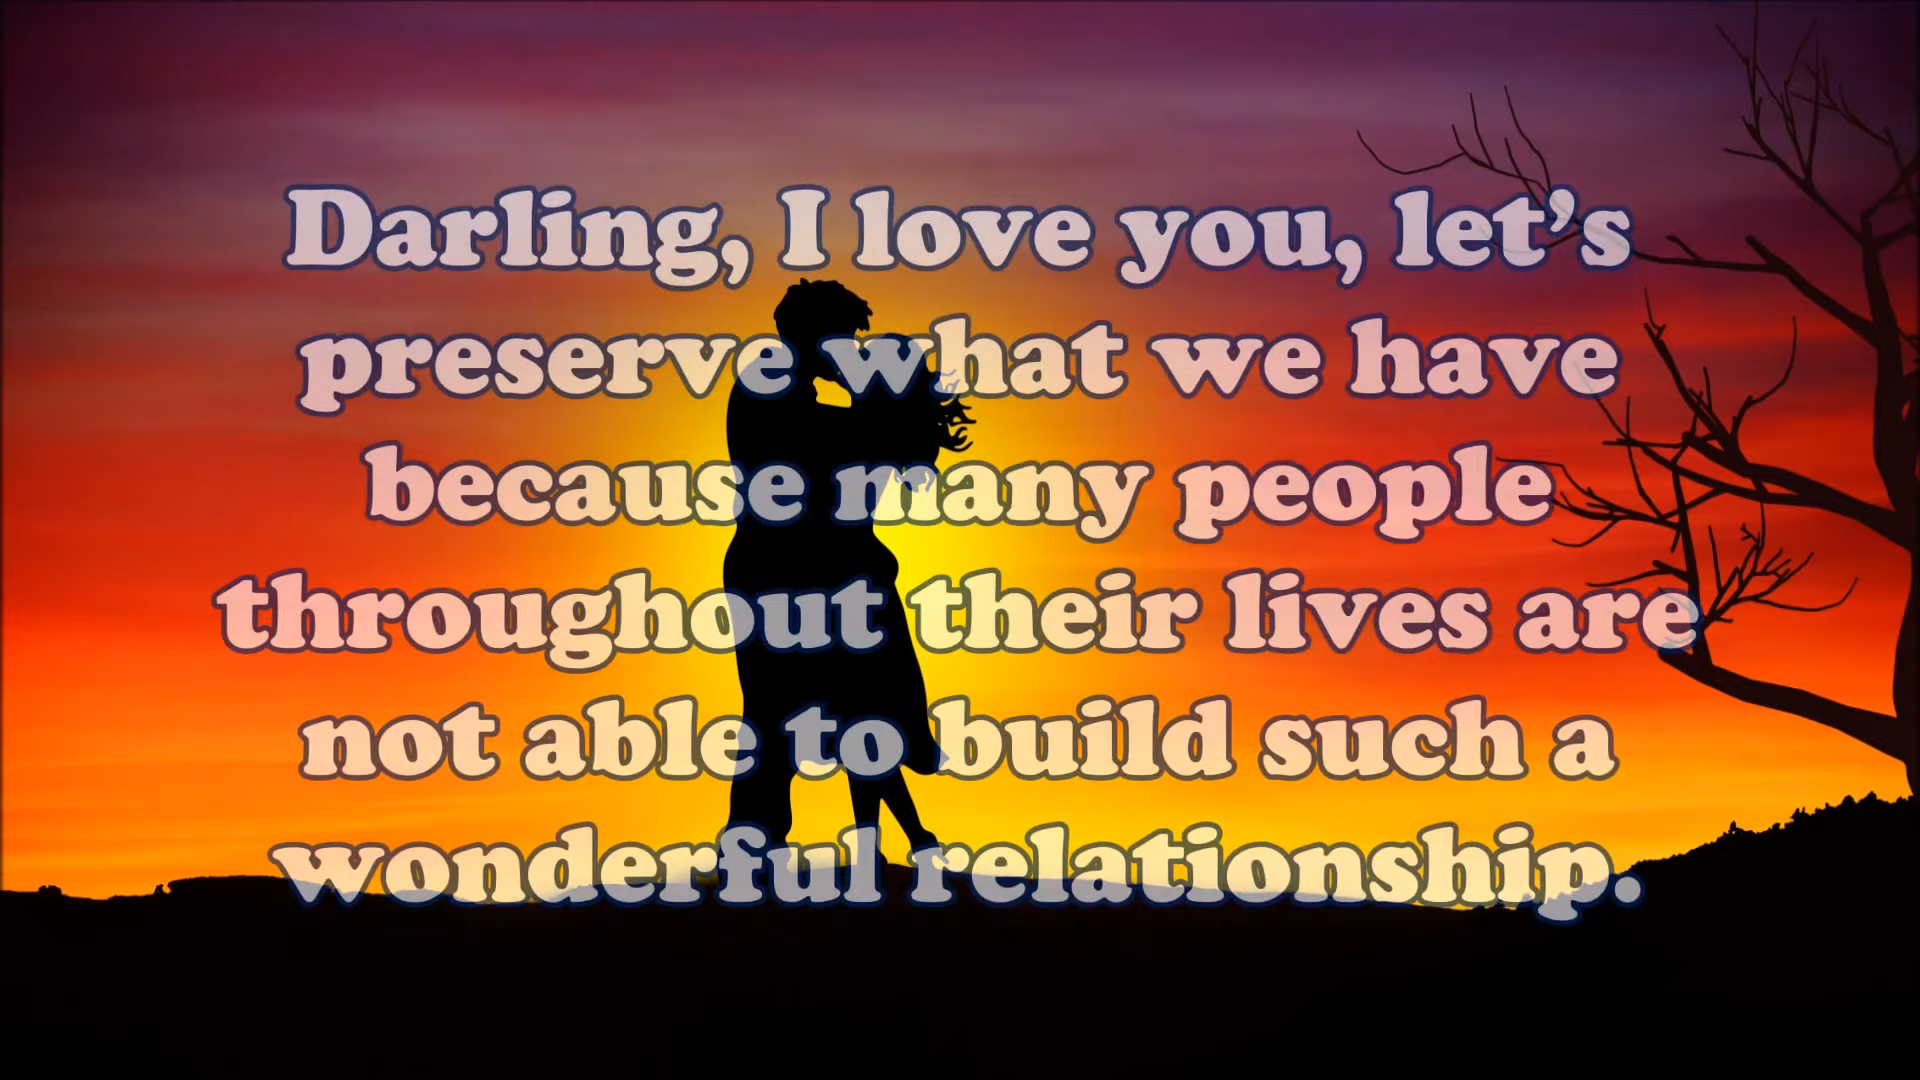 Darling, I love you, let’s
preserve what we have
because many people
throughout their lives are
not able to build such a
wonderful relationship.